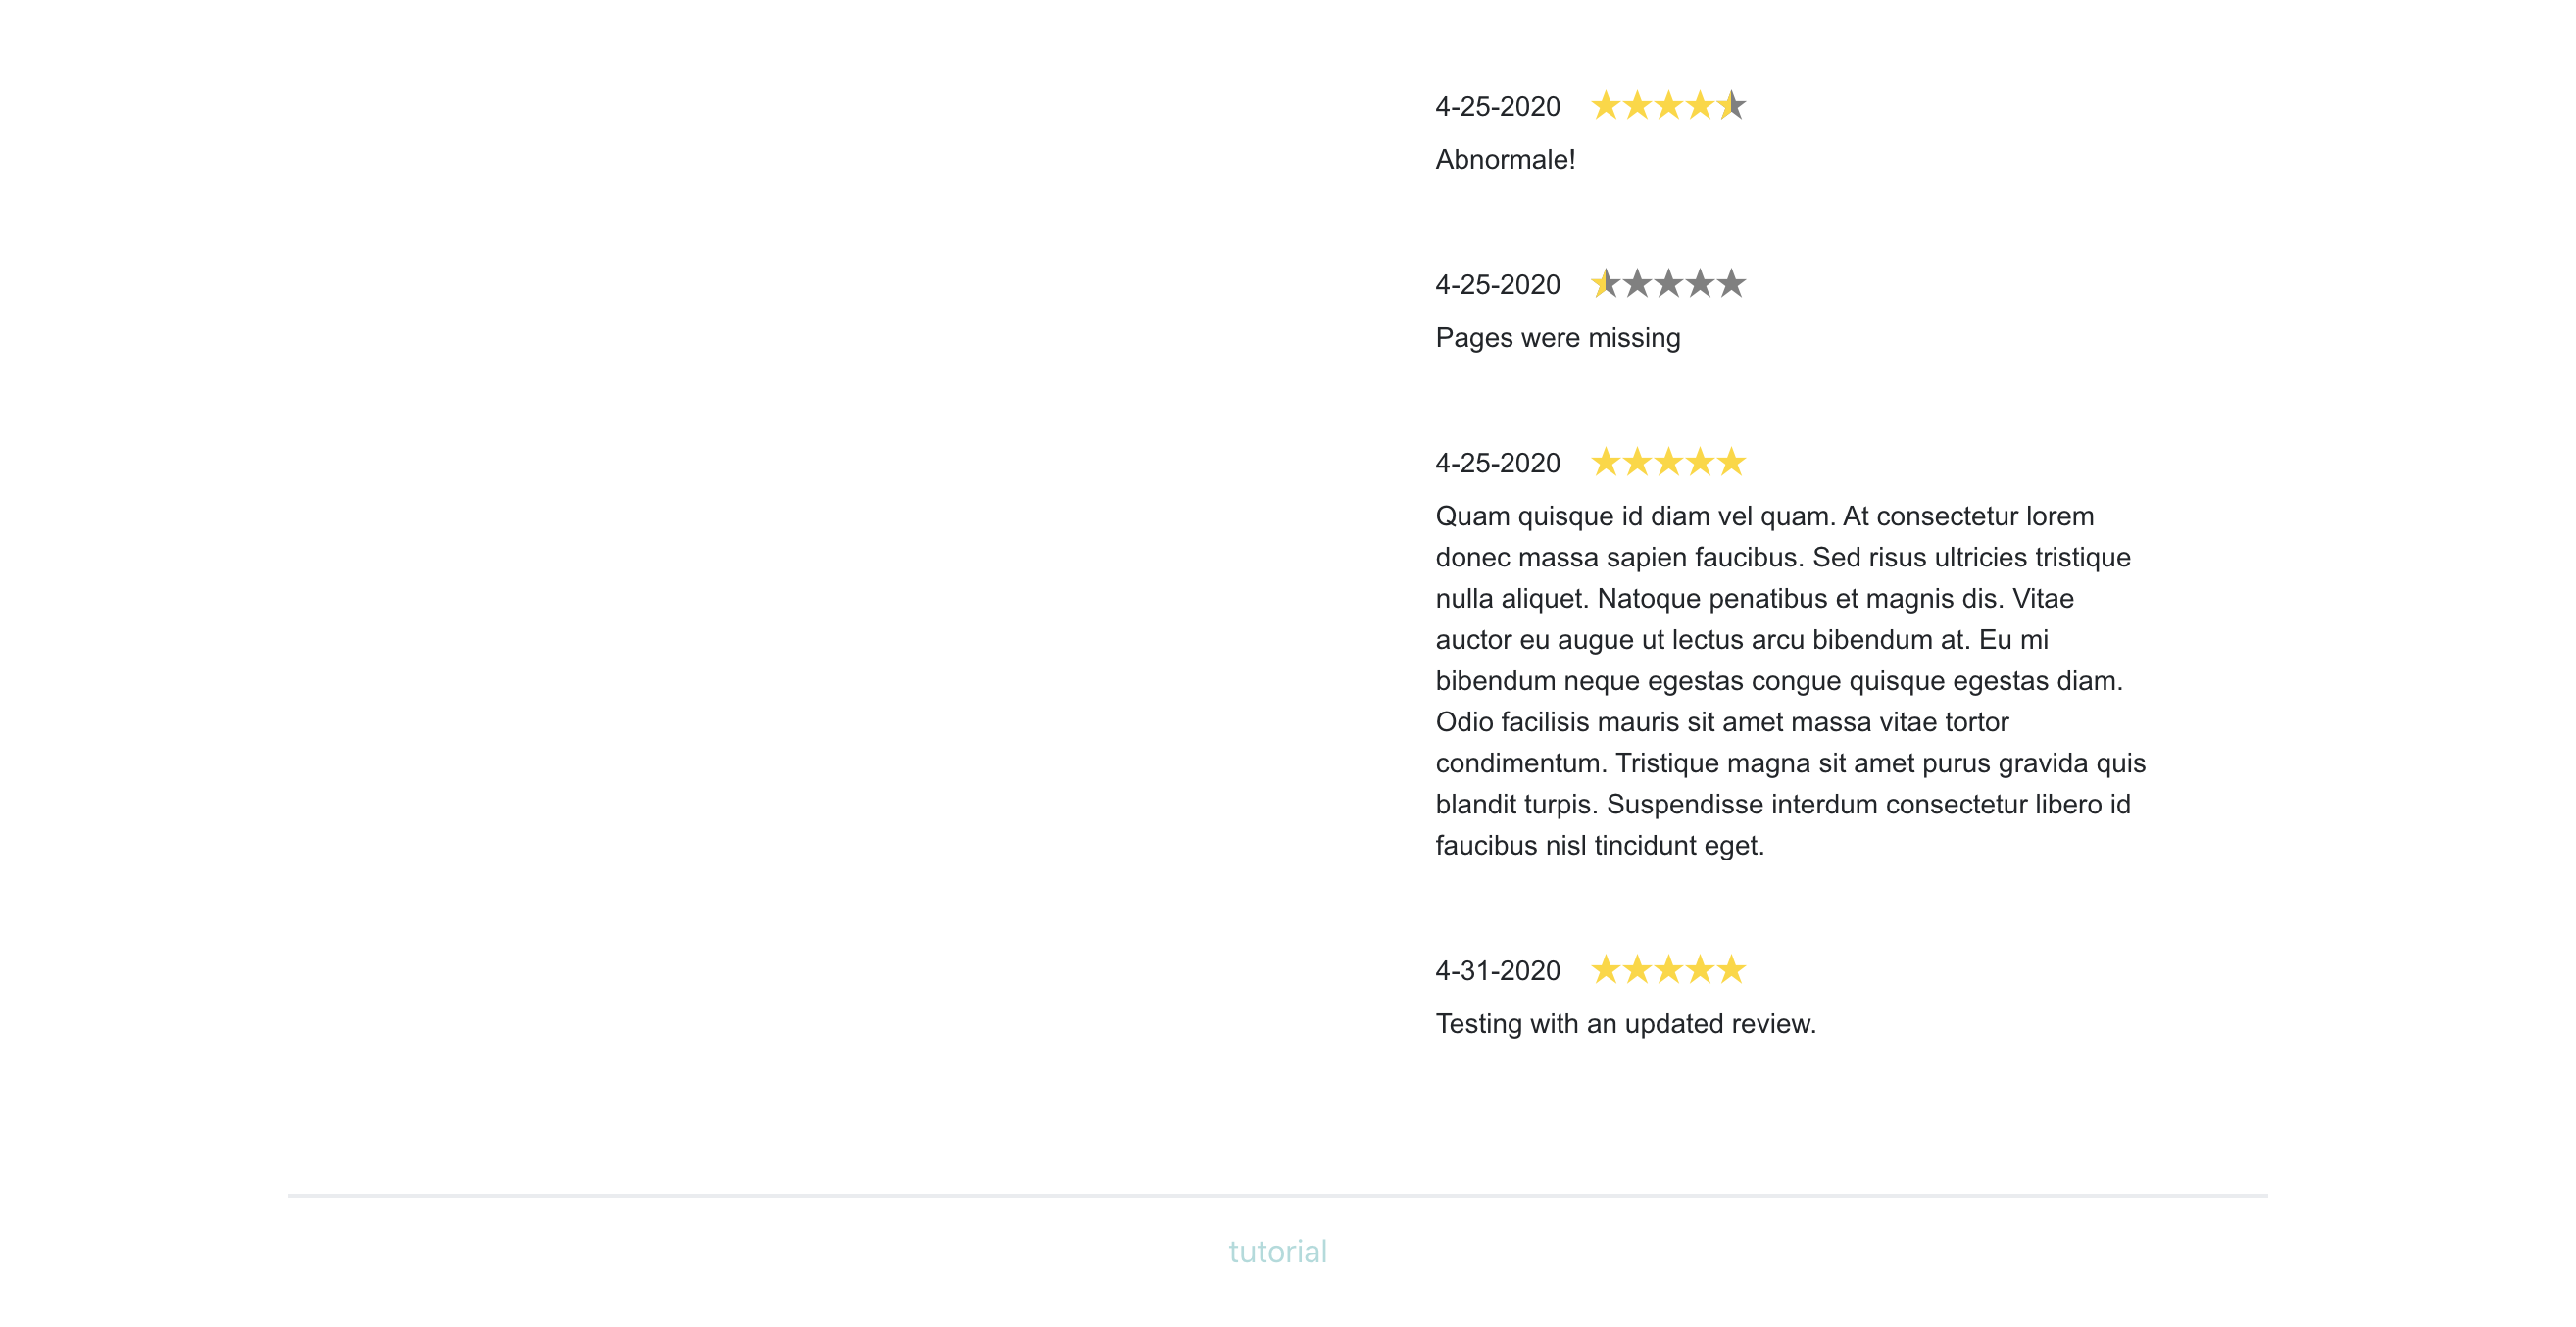 4-25-2020
Abnormale!
4-25-2020
Pages were missing
4-25-2020
Quam quisque id diam vel quam. At consectetur lorem
donec massa sapien faucibus. Sed risus ultricies tristique
nulla aliquet. Natoque penatibus et magnis dis. Vitae
auctor eu augue ut lectus arcu bibendum at. Eu mi
bibendum neque egestas congue quisque egestas diam.
Odio facilisis mauris sit amet massa vitae tortor
condimentum. Tristique magna sit amet purus gravida quis
blandit turpis. Suspendisse interdum consectetur libero id
faucibus nisl tincidunt eget.
4-31-2020
Testing with an updated review.
tutorial